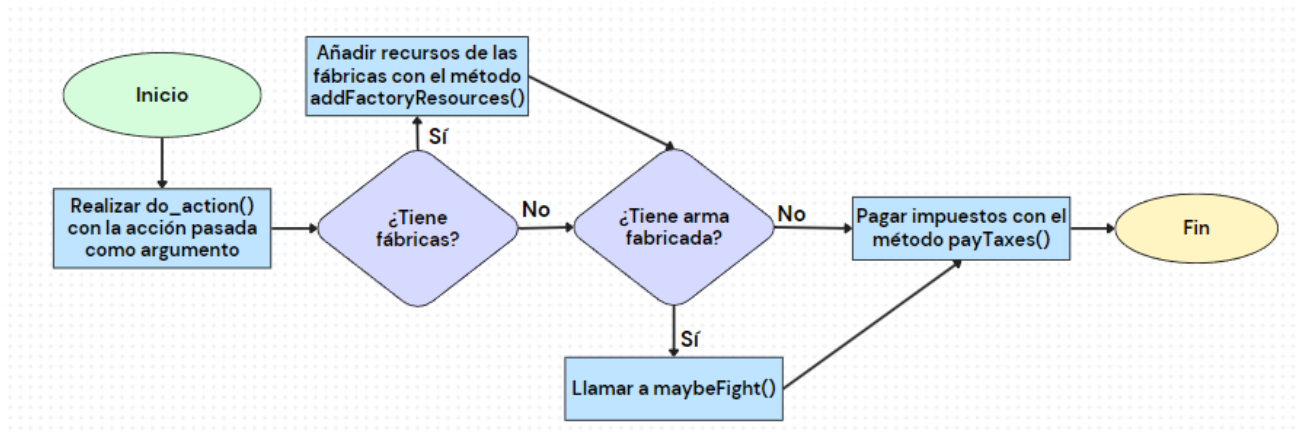 Inicio
Realizar do_action()
con la acción pasada
como argumento
¿Tiene
fábricas?
Sí
Añadir recursos de las
fábricas con el método
addFactoryResources()
No
¿Tiene arma
fabricada?
Sí
Llamar a maybeFight()
No
Pagar impuestos con el
método payTaxes()
Fin